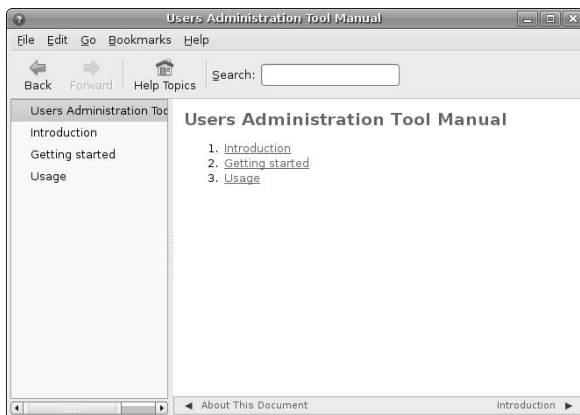 Users Administration Tool Manual
File Edit Go Bookmarks Help
Back Forward Help Topics Search:
Users Administration Too
Introduction
Getting started
Usage
Users Administration Tool Manual
1. Introduction
2. Getting started
3. Usage
About This Document Introduction